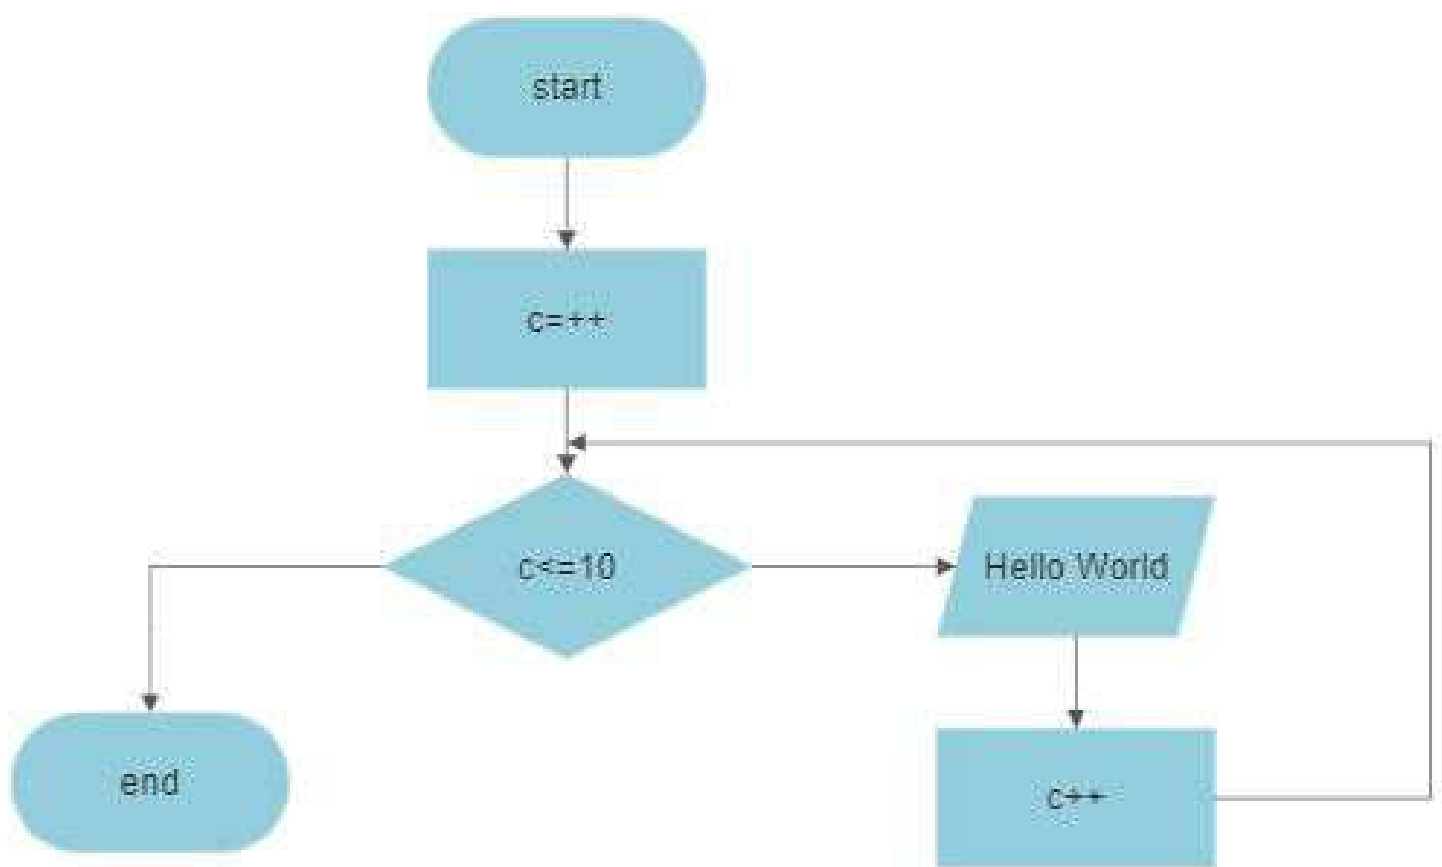 start
c=++
c<=10
Hello World
end
c++